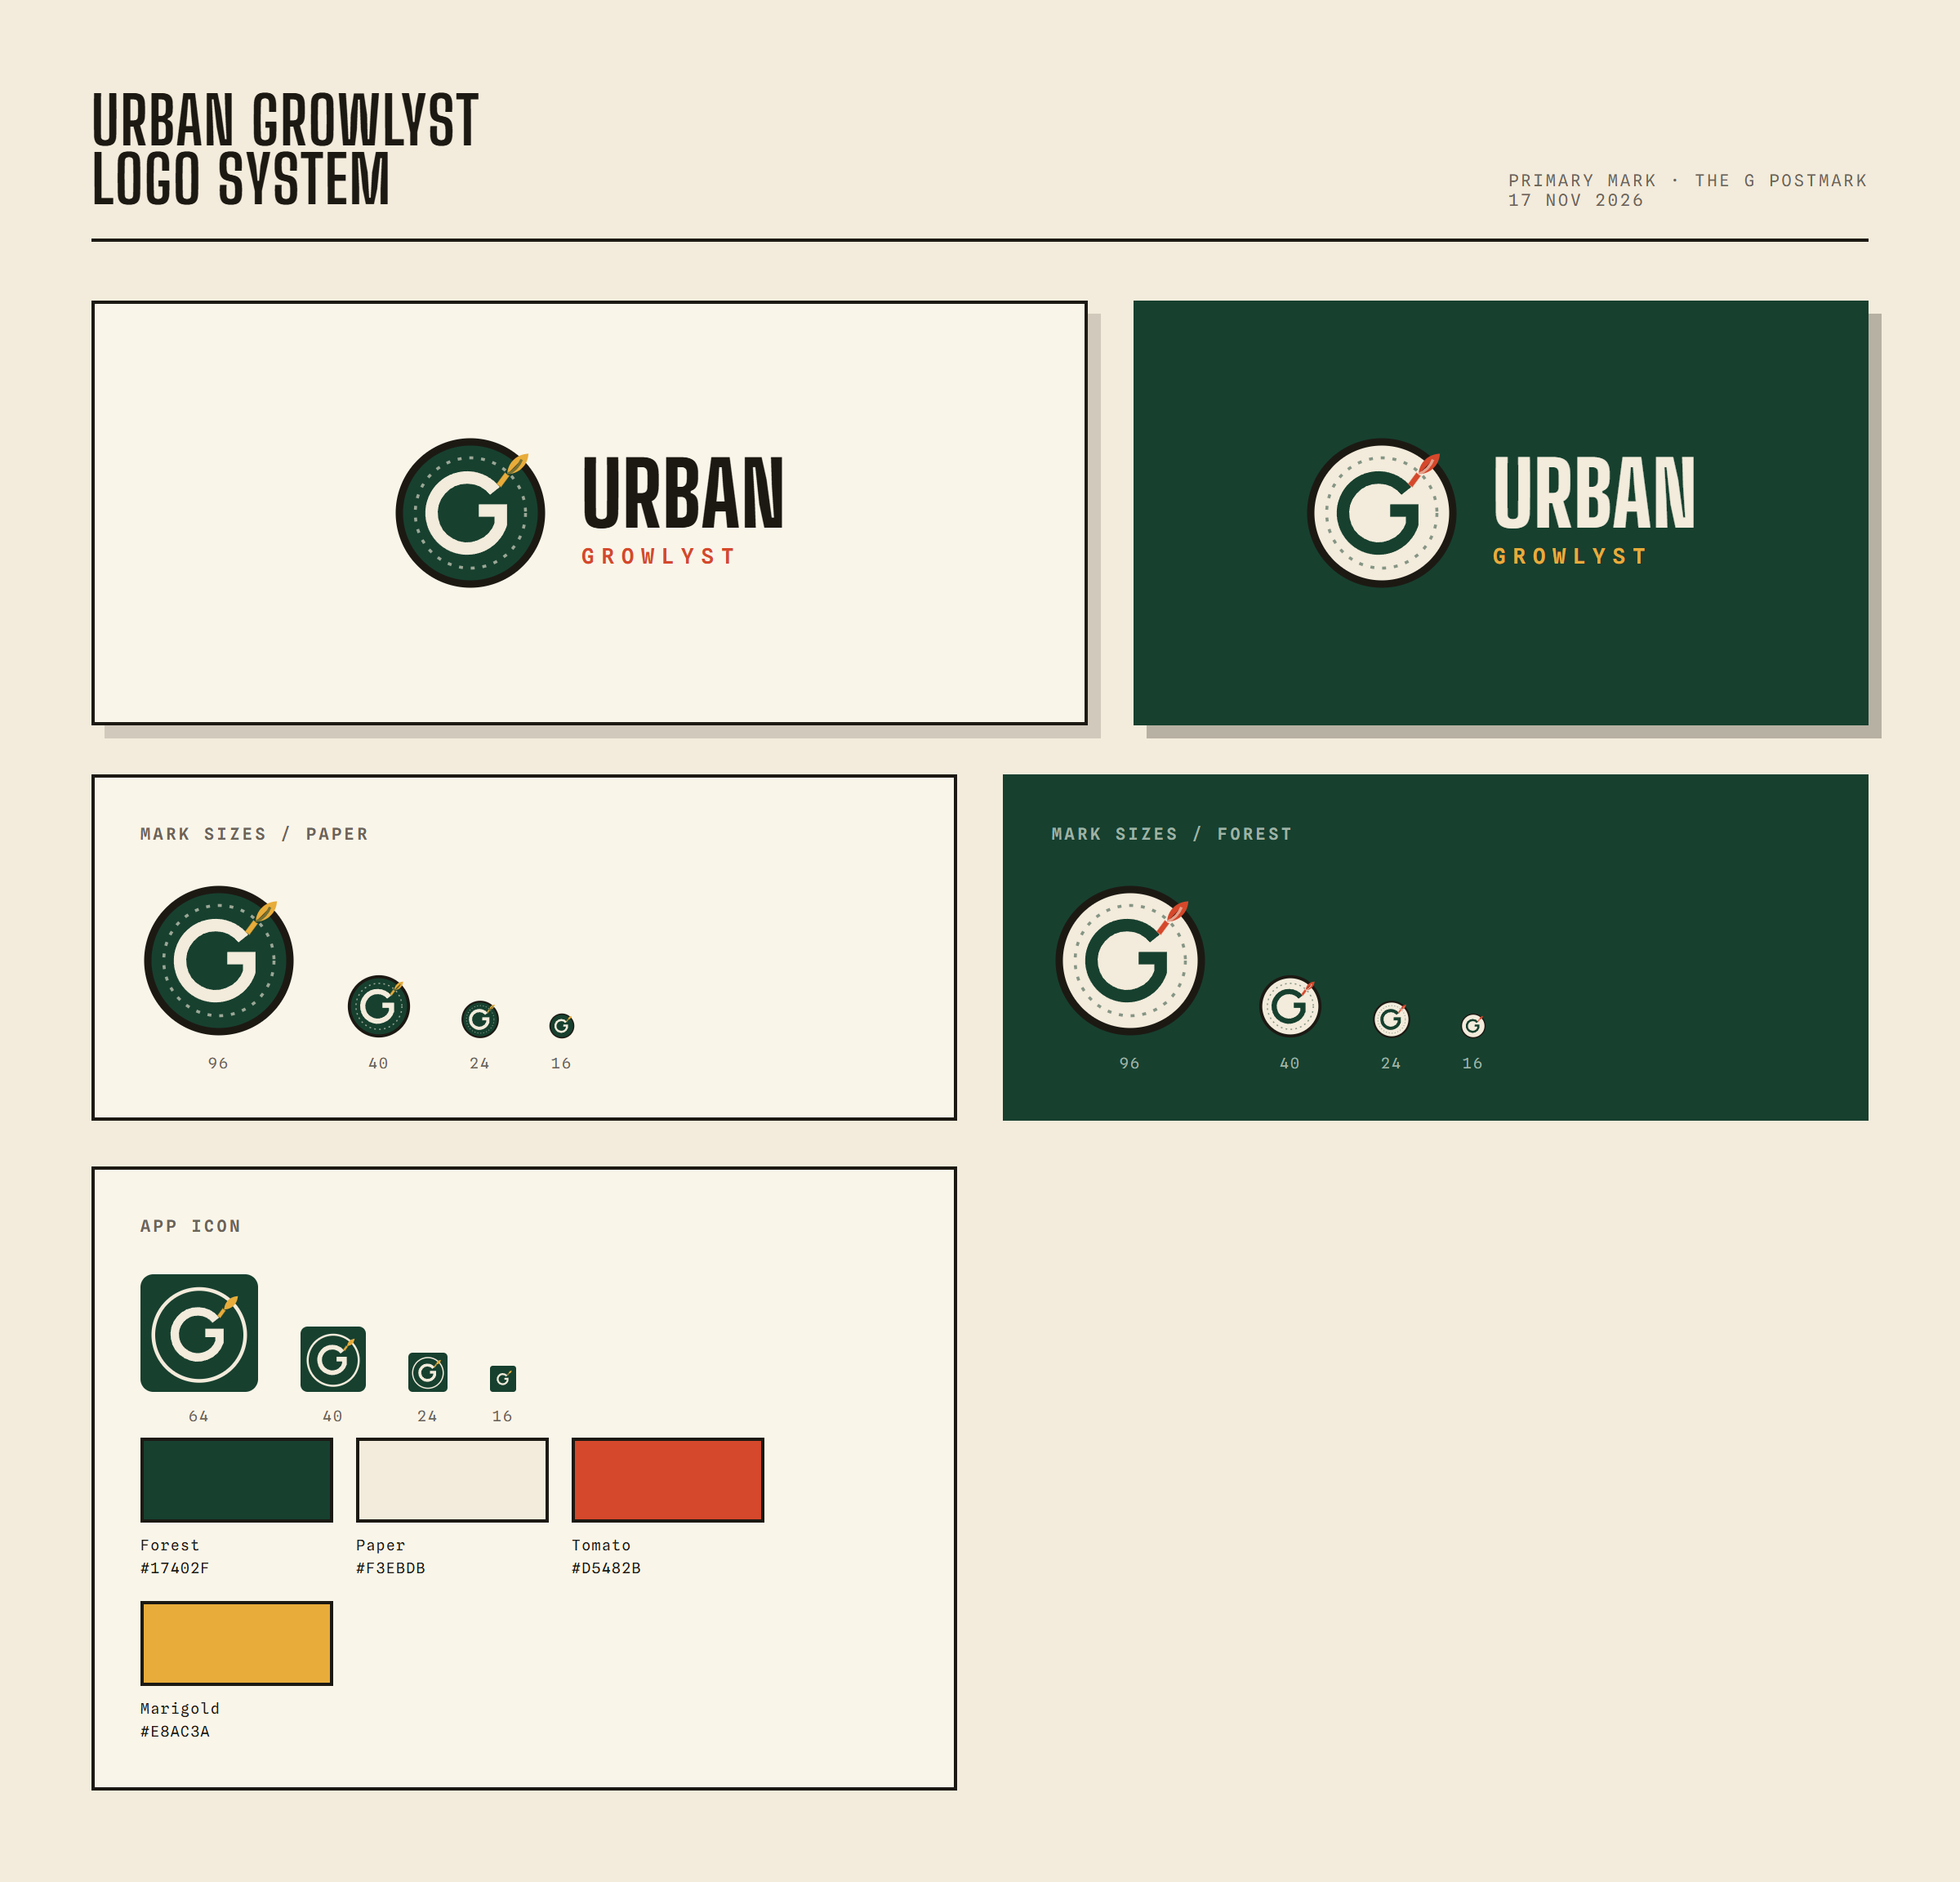 URBAN GROWLYST
LOGO SYSTEM
PRIMARY MARK · THE G POSTMARK
17 NOV 2026
G
URBAN
GROWLYST
G
URBAN
GROWLYST
MARK SIZES / PAPER
G G G G
96 40 24 16
MARK SIZES / FOREST
G G G G
96 40 24 16
APP ICON
G G G G
64 40 24 16
Forest
#17402F
Paper
#F3EBDB
Tomato
#D5482B
Marigold
#E8AC3A